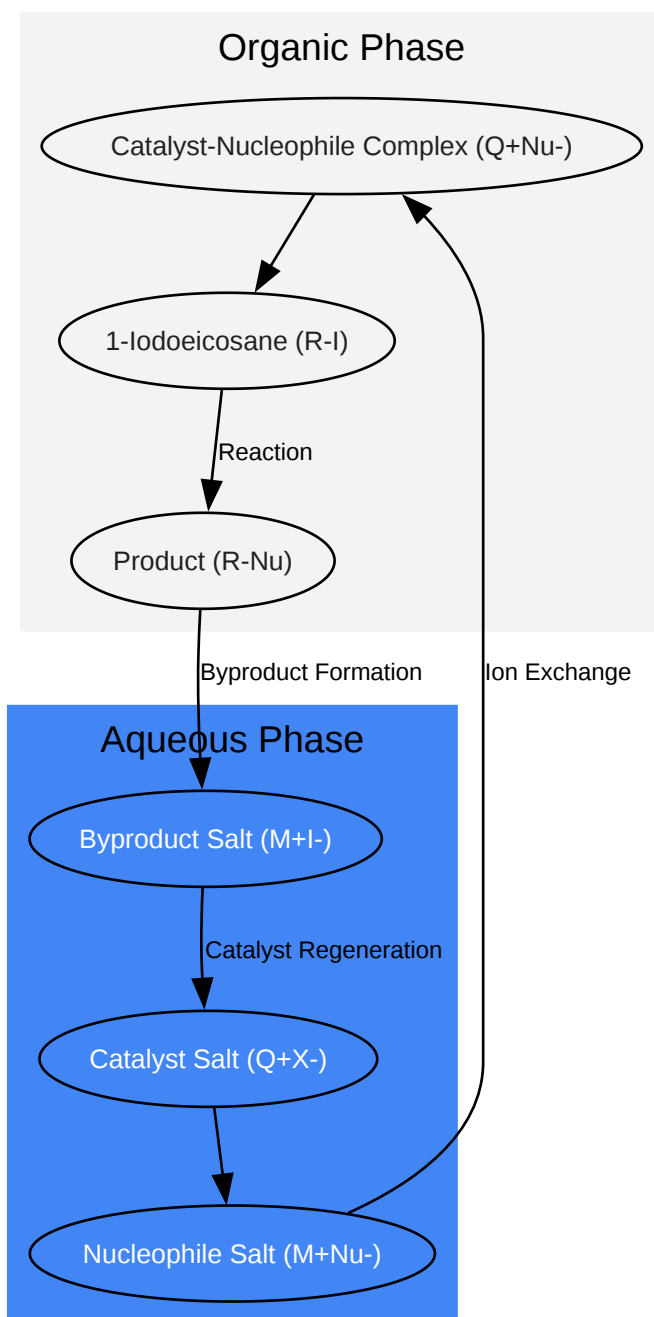 Organic Phase
Catalyst-Nucleophile Complex (Q+Nu-)
1-Iodoeicosane (R-I)
Reaction
Product (R-Nu)
Byproduct Formation
Ion Exchange
Aqueous Phase
Byproduct Salt (M+I-)
Catalyst Regeneration
Catalyst Salt (Q+X-)
Nucleophile Salt (M+Nu-)